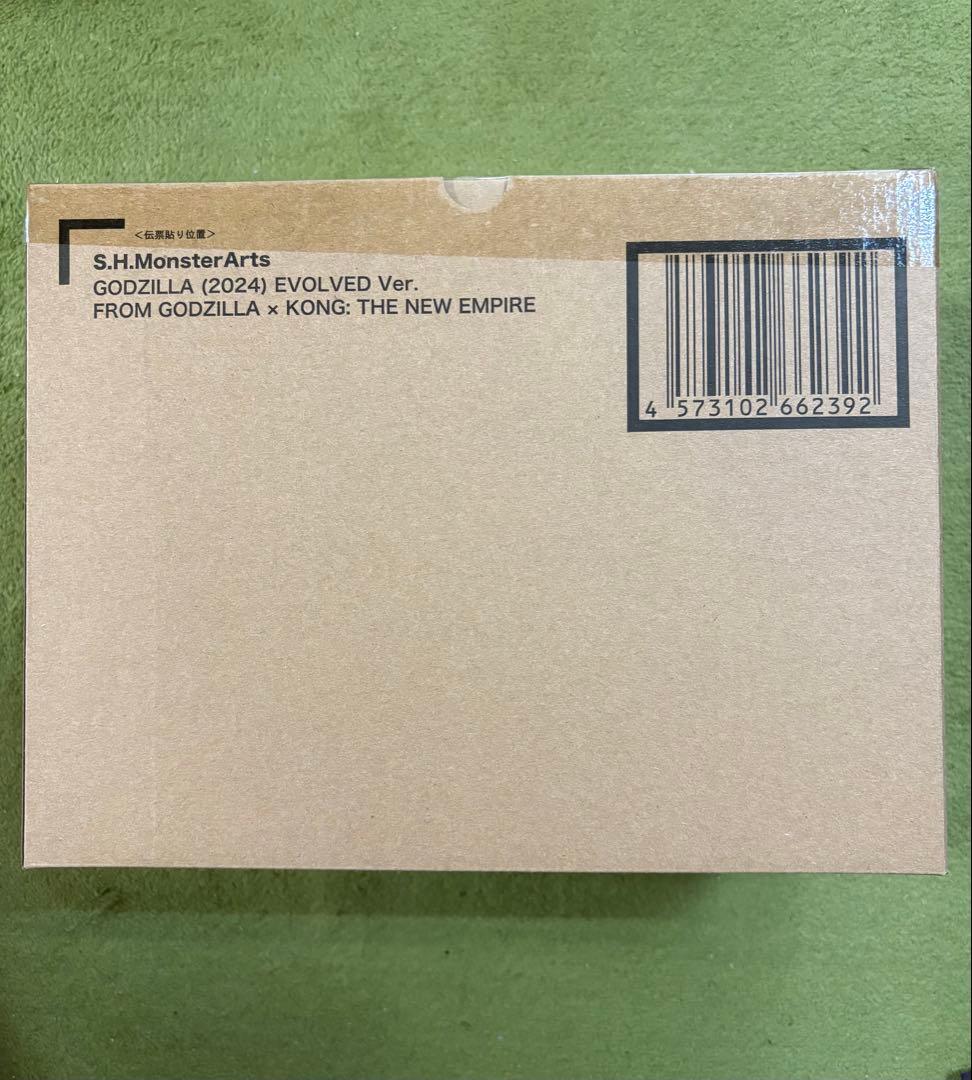 <伝票貼り位置>
S.H.MonsterArts
GODZILLA (2024) EVOLVED Ver.
FROM GODZILLA × KONG: THE NEW EMPIRE
4 573102 662392